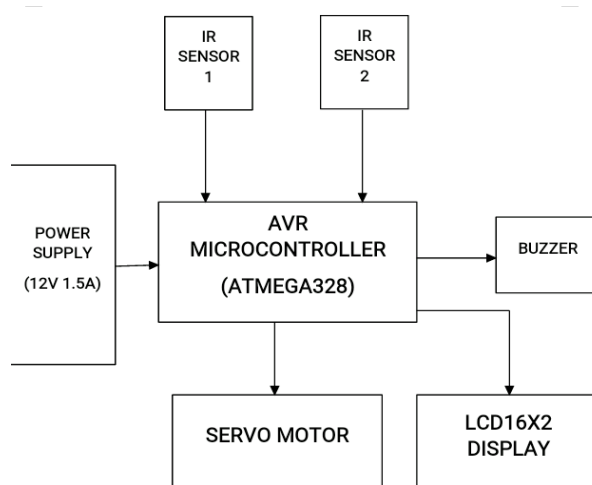 IR
SENSOR
1
IR
SENSOR
2
POWER
SUPPLY
(12V 1.5A)
AVR
MICROCONTROLLER
(ATMEGA328)
BUZZER
SERVO MOTOR
LCD16X2
DISPLAY